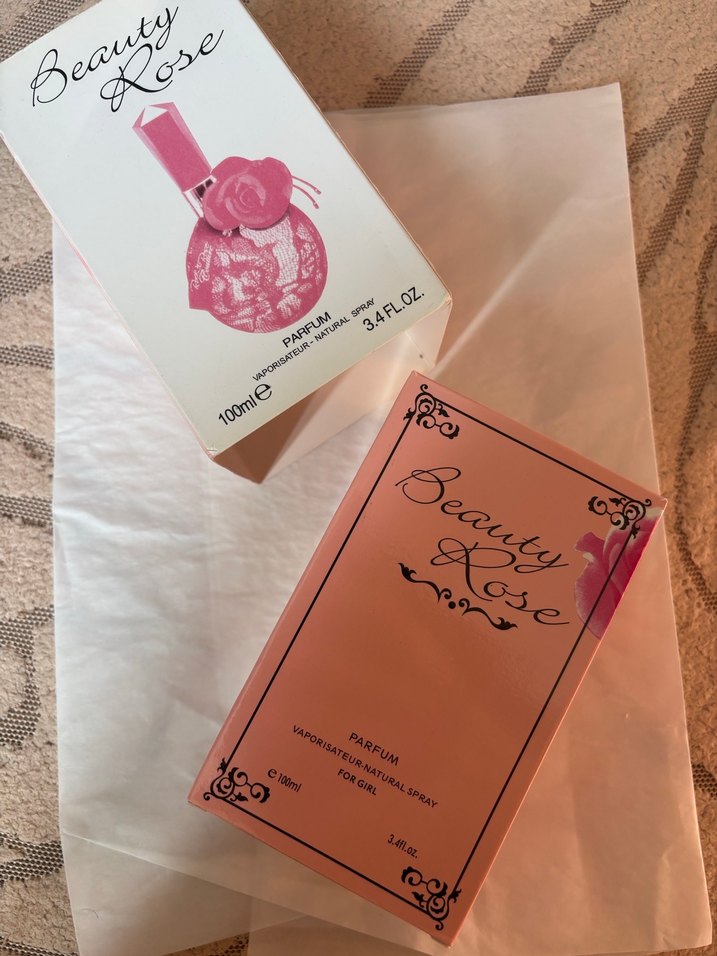 Beauty
Rose
PARFUM
VAPORISATEUR- NATURAL SPRAY
100ml e
3.4 FL.OZ.
Beauty
Rose
PARFUM
VAPORISATEUR-NATURAL SPRAY
FOR GIRL
e 100ml
3.4fl.oz.